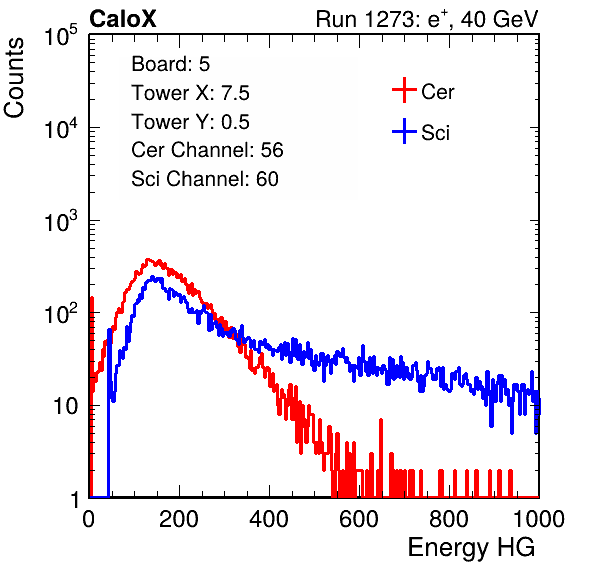 CaloX Run 1273: e⁺, 40 GeV
Counts
10⁵
10⁴
10³
10²
10
1
Board: 5
Tower X: 7.5
Tower Y: 0.5
Cer Channel: 56
Sci Channel: 60
Cer
Sci
0 200 400 600 800 1000
Energy HG